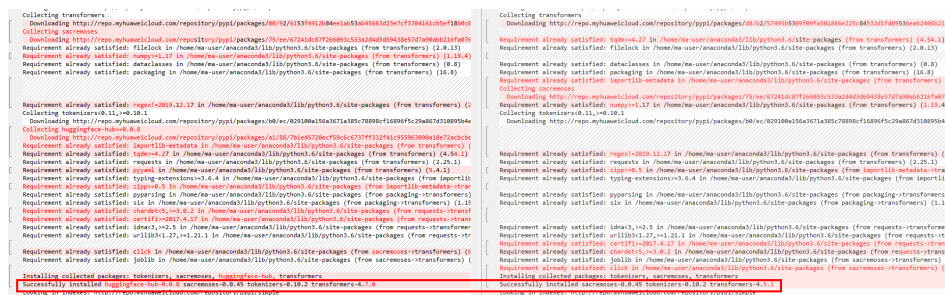 Collecting transformers
Downloading http://repo.myhuaweicloud.com/repository/pypi/packages/00/92/6153f4912b84ee1ab53ab45663d23e7cf3704161cb5ef18b0c
Collecting sacremoses
Downloading http://repo.myhuaweicloud.com/repository/pypi/packages/75/ee/67241dc87f266093c533a2d4d3d69438e57d7a90abb216fa076
Requirement already satisfied: filelock in /home/ma-user/anaconda3/lib/python3.6/site-packages (from transformers) (2.0.13)
Requirement already satisfied: numpy>=1.17 in /home/ma-user/anaconda3/lib/python3.6/site-packages (from transformers) (1.19.4)
Requirement already satisfied: dataclasses in /home/ma-user/anaconda3/lib/python3.6/site-packages (from transformers) (0.8)
Requirement already satisfied: packaging in /home/ma-user/anaconda3/lib/python3.6/site-packages (from transformers) (16.8)
Requirement already satisfied: regex!=2019.12.17 in /home/ma-user/anaconda3/lib/python3.6/site-packages (from transformers) (2
Collecting tokenizers<0.11,>=0.10.1
Downloading http://repo.myhuaweicloud.com/repository/pypi/packages/b0/ec/029100a156a3671a385c78898cf16896f5c29a867d310895b4e
Collecting huggingface-hub==0.0.8
Downloading http://repo.myhuaweicloud.com/repository/pypi/packages/a1/88/7b1e45720ecf59c6c6737ff332f41c955963090a18e72acbcbe
Requirement already satisfied: importlib-metadata in /home/ma-user/anaconda3/lib/python3.6/site-packages (from transformers) (
Requirement already satisfied: tqdm>=4.27 in /home/ma-user/anaconda3/lib/python3.6/site-packages (from transformers) (4.54.1)
Requirement already satisfied: requests in /home/ma-user/anaconda3/lib/python3.6/site-packages (from transformers) (2.25.1)
Requirement already satisfied: pyyaml in /home/ma-user/anaconda3/lib/python3.6/site-packages (from transformers) (5.4.1)
Requirement already satisfied: typing-extensions>=3.6.4 in /home/ma-user/anaconda3/lib/python3.6/site-packages (from importlib
Requirement already satisfied: zipp>=0.5 in /home/ma-user/anaconda3/lib/python3.6/site-packages (from importlib-metadata->tran
Requirement already satisfied: pyparsing in /home/ma-user/anaconda3/lib/python3.6/site-packages (from packaging->transformers)
Requirement already satisfied: six in /home/ma-user/anaconda3/lib/python3.6/site-packages (from packaging->transformers) (1.15
Requirement already satisfied: chardet<5,>=3.0.2 in /home/ma-user/anaconda3/lib/python3.6/site-packages (from requests->transf
Requirement already satisfied: certifi>=2017.4.17 in /home/ma-user/anaconda3/lib/python3.6/site-packages (from requests->trans
Requirement already satisfied: idna<3,>=2.5 in /home/ma-user/anaconda3/lib/python3.6/site-packages (from requests->transformer
Requirement already satisfied: urllib3<1.27,>=1.21.1 in /home/ma-user/anaconda3/lib/python3.6/site-packages (from requests->tr
Requirement already satisfied: click in /home/ma-user/anaconda3/lib/python3.6/site-packages (from sacremoses->transformers) (
Requirement already satisfied: joblib in /home/ma-user/anaconda3/lib/python3.6/site-packages (from sacremoses->transformers)
Installing collected packages: tokenizers, sacremoses, huggingface-hub, transformers
Successfully installed huggingface-hub-0.0.8 sacremoses-0.0.45 tokenizers-0.10.2 transformers-4.7.0
Looking in indexes: http://repo.myhuaweicloud.com/repository/pypi/simple
Collecting transformers
Downloading http://repo.myhuaweicloud.com/repository/pypi/packages/d8/b2/57495b5309f09fa501866e225c84532d1fd89536ea62406b2
Requirement already satisfied: tqdm>=4.27 in /home/ma-user/anaconda3/lib/python3.6/site-packages (from transformers) (4.54.1)
Requirement already satisfied: filelock in /home/ma-user/anaconda3/lib/python3.6/site-packages (from transformers) (2.0.13)
Requirement already satisfied: dataclasses in /home/ma-user/anaconda3/lib/python3.6/site-packages (from transformers) (0.8)
Requirement already satisfied: packaging in /home/ma-user/anaconda3/lib/python3.6/site-packages (from transformers) (16.8)
Requirement already satisfied: importlib-metadata in /home/ma-user/anaconda3/lib/python3.6/site-packages (from transformers)
Collecting sacremoses
Downloading http://repo.myhuaweicloud.com/repository/pypi/packages/75/ee/67241dc87f266093c533a2d4d3d69438e57d7a90abb216fa07
Requirement already satisfied: numpy>=1.17 in /home/ma-user/anaconda3/lib/python3.6/site-packages (from transformers) (1.19.4
Collecting tokenizers<0.11,>=0.10.1
Downloading http://repo.myhuaweicloud.com/repository/pypi/packages/b0/ec/029100a156a3671a385c78898cf16896f5c29a867d310895b4
Requirement already satisfied: regex!=2019.12.17 in /home/ma-user/anaconda3/lib/python3.6/site-packages (from transformers) (
Requirement already satisfied: requests in /home/ma-user/anaconda3/lib/python3.6/site-packages (from transformers) (2.25.1)
Requirement already satisfied: zipp>=0.5 in /home/ma-user/anaconda3/lib/python3.6/site-packages (from importlib-metadata->tra
Requirement already satisfied: typing-extensions>=3.6.4 in /home/ma-user/anaconda3/lib/python3.6/site-packages (from importli
Requirement already satisfied: pyparsing in /home/ma-user/anaconda3/lib/python3.6/site-packages (from packaging->transformers
Requirement already satisfied: six in /home/ma-user/anaconda3/lib/python3.6/site-packages (from packaging->transformers) (1.1
Requirement already satisfied: idna<3,>=2.5 in /home/ma-user/anaconda3/lib/python3.6/site-packages (from requests->transforme
Requirement already satisfied: urllib3<1.27,>=1.21.1 in /home/ma-user/anaconda3/lib/python3.6/site-packages (from requests->t
Requirement already satisfied: certifi>=2017.4.17 in /home/ma-user/anaconda3/lib/python3.6/site-packages (from requests->tran
Requirement already satisfied: chardet<5,>=3.0.2 in /home/ma-user/anaconda3/lib/python3.6/site-packages (from requests->trans
Requirement already satisfied: joblib in /home/ma-user/anaconda3/lib/python3.6/site-packages (from sacremoses->transformers)
Requirement already satisfied: click in /home/ma-user/anaconda3/lib/python3.6/site-packages (from sacremoses->transformers) (
Installing collected packages: tokenizers, sacremoses, transformers
Successfully installed sacremoses-0.0.45 tokenizers-0.10.2 transformers-4.5.1
Looking in indexes: http://repo.myhuaweicloud.com/repository/pypi/simple